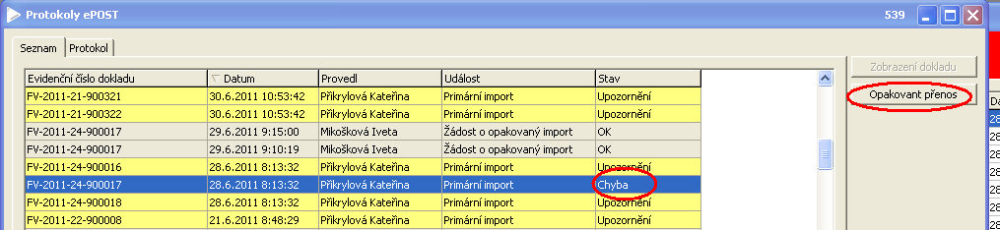 Protokoly ePOST 539
Seznam Protokol
Evidenční číslo dokladu Datum Provedl Událost Stav
FV-2011-21-900321 30.6.2011 10:53:42 Přikrylová Kateřina Primární import Upozornění
FV-2011-21-900322 30.6.2011 10:53:42 Přikrylová Kateřina Primární import Upozornění
FV-2011-24-900017 29.6.2011 9:15:00 Mikošková Iveta Žádost o opakovaný import OK
FV-2011-24-900017 29.6.2011 9:10:19 Mikošková Iveta Žádost o opakovaný import OK
FV-2011-24-900016 28.6.2011 8:13:32 Přikrylová Kateřina Primární import Upozornění
FV-2011-24-900017 28.6.2011 8:13:32 Přikrylová Kateřina Primární import Chyba
FV-2011-24-900018 28.6.2011 8:13:32 Přikrylová Kateřina Primární import Upozornění
FV-2011-22-900008 21.6.2011 8:48:29 Přikrylová Kateřina Primární import Upozornění
Zobrazení dokladu
Opakovant přenos